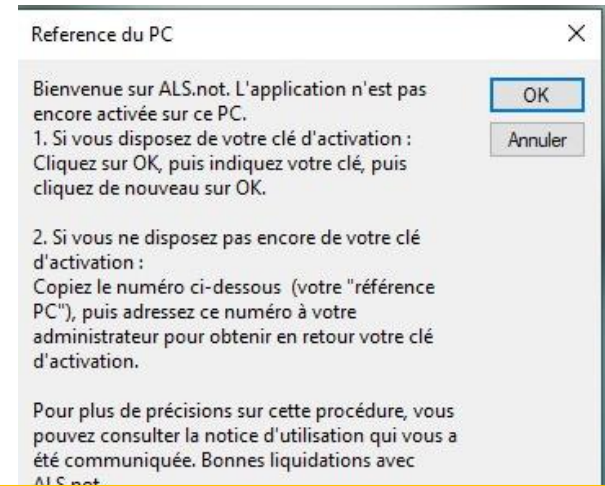 Reference du PC
Bienvenue sur ALS.not. L'application n'est pas
encore activée sur ce PC.
1. Si vous disposez de votre clé d'activation :
Cliquez sur OK, puis indiquez votre clé, puis
cliquez de nouveau sur OK.
2. Si vous ne disposez pas encore de votre clé
d'activation :
Copiez le numéro ci-dessous  (votre "référence
PC"), puis adressez ce numéro à votre
administrateur pour obtenir en retour votre clé
d'activation.
Pour plus de précisions sur cette procédure, vous
pouvez consulter la notice d'utilisation qui vous a
été communiquée. Bonnes liquidations avec
ALS.not
OK
Annuler